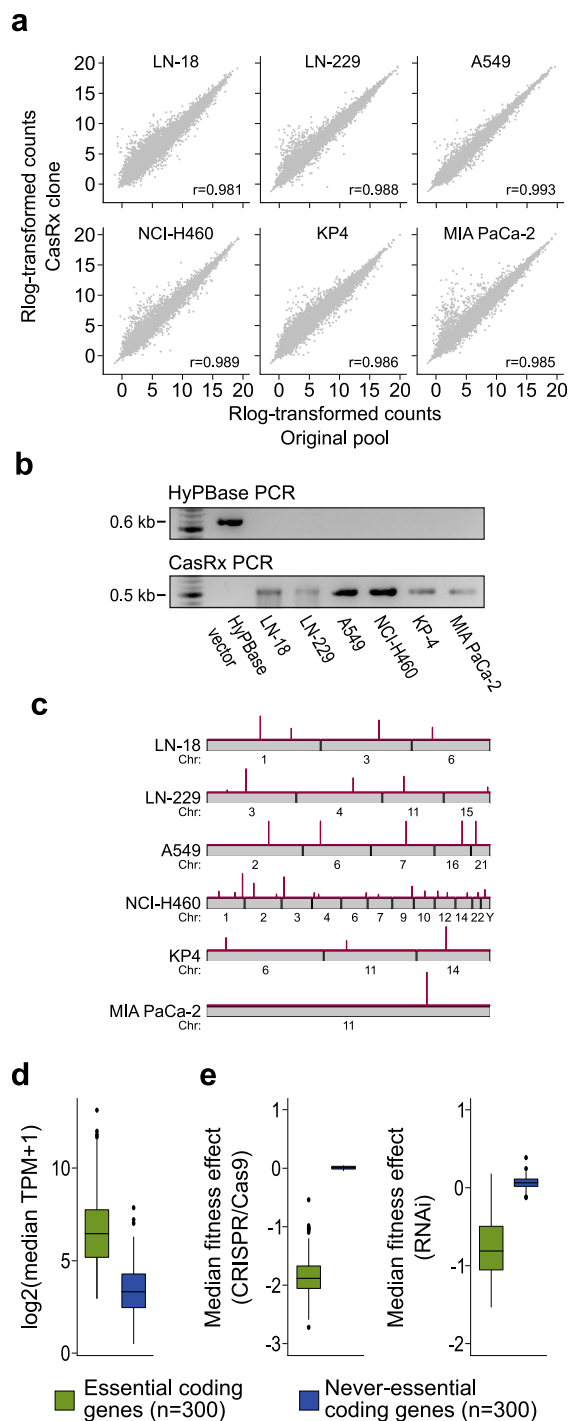 a
LN-18
LN-229
A549
20
15
10
5
0
r=0.981
r=0.988
r=0.993
Rlog-transformed counts
CasRx clone
NCI-H460
KP4
MIA PaCa-2
20
15
10
5
0
r=0.989
r=0.986
r=0.985
0 5 10 15 20 0 5 10 15 20 0 5 10 15 20
Rlog-transformed counts
Original pool
b
HyPBase PCR
0.6 kb
CasRx PCR
0.5 kb
HyPBase
vector
LN-18
LN-229
A549
NCI-H460
KP-4
MIA PaCa-2
c
LN-18
Chr: 1 3 6
LN-229
Chr: 3 4 11 15
A549
Chr: 2 6 7 16 21
NCI-H460
Chr: 1 2 3 4 6 7 9 10 12 14 22 Y
KP4
Chr: 6 11 14
MIA PaCa-2
Chr: 11
d
log2(median TPM+1)
10
5
0
e
Median fitness effect
(CRISPR/Cas9)
1
0
-1
-2
-3
Median fitness effect
(RNAi)
1
0
-1
-2
Essential coding
genes (n=300)
Never-essential
coding genes (n=300)